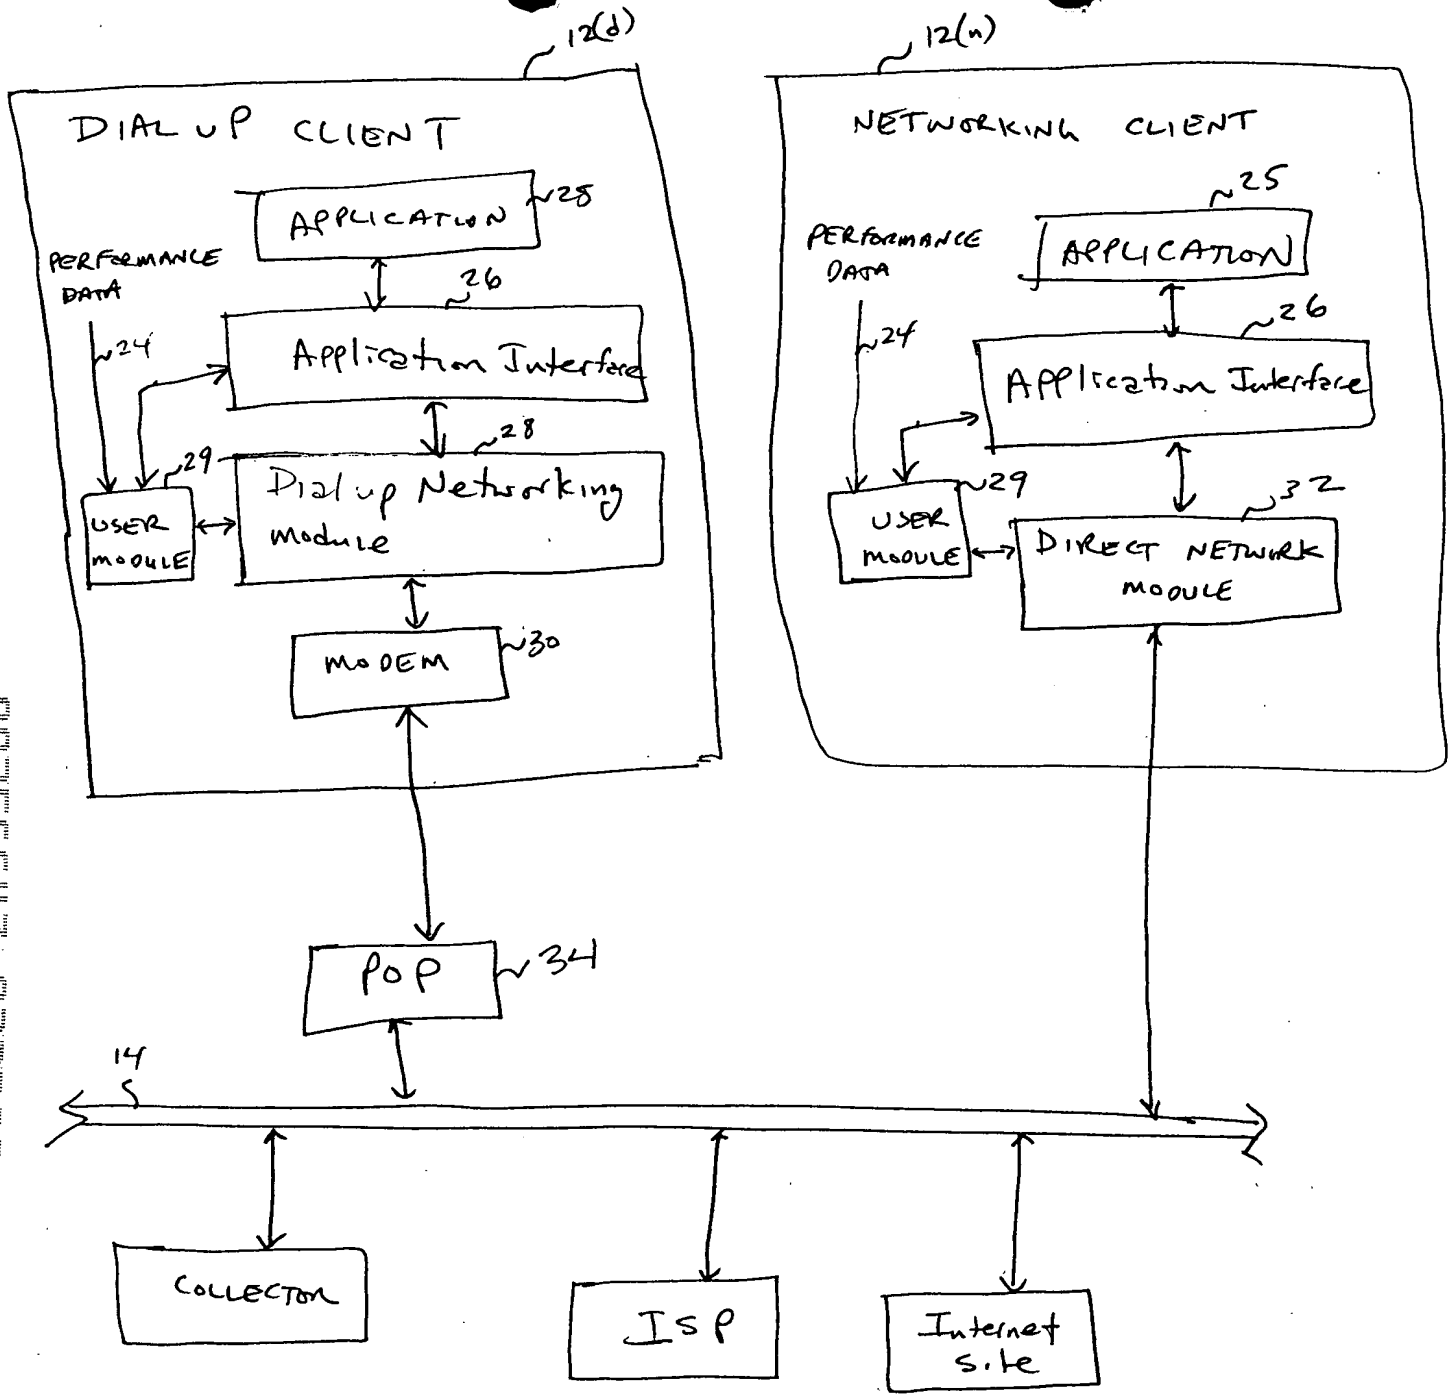 12(d)
DIAL UP CLIENT
APPLICATION
28
PERFORMANCE
DATA
26
24
Application Interface
28
29
Dial up Networking
module
USER
MODULE
MODEM
30
12(n)
NETWORKING CLIENT
25
APPLICATION
PERFORMANCE
DATA
26
24
Application Interface
29
32
USER
MODULE
DIRECT NETWORK
MODULE
POP
34
14
COLLECTOR
ISP
Internet
site